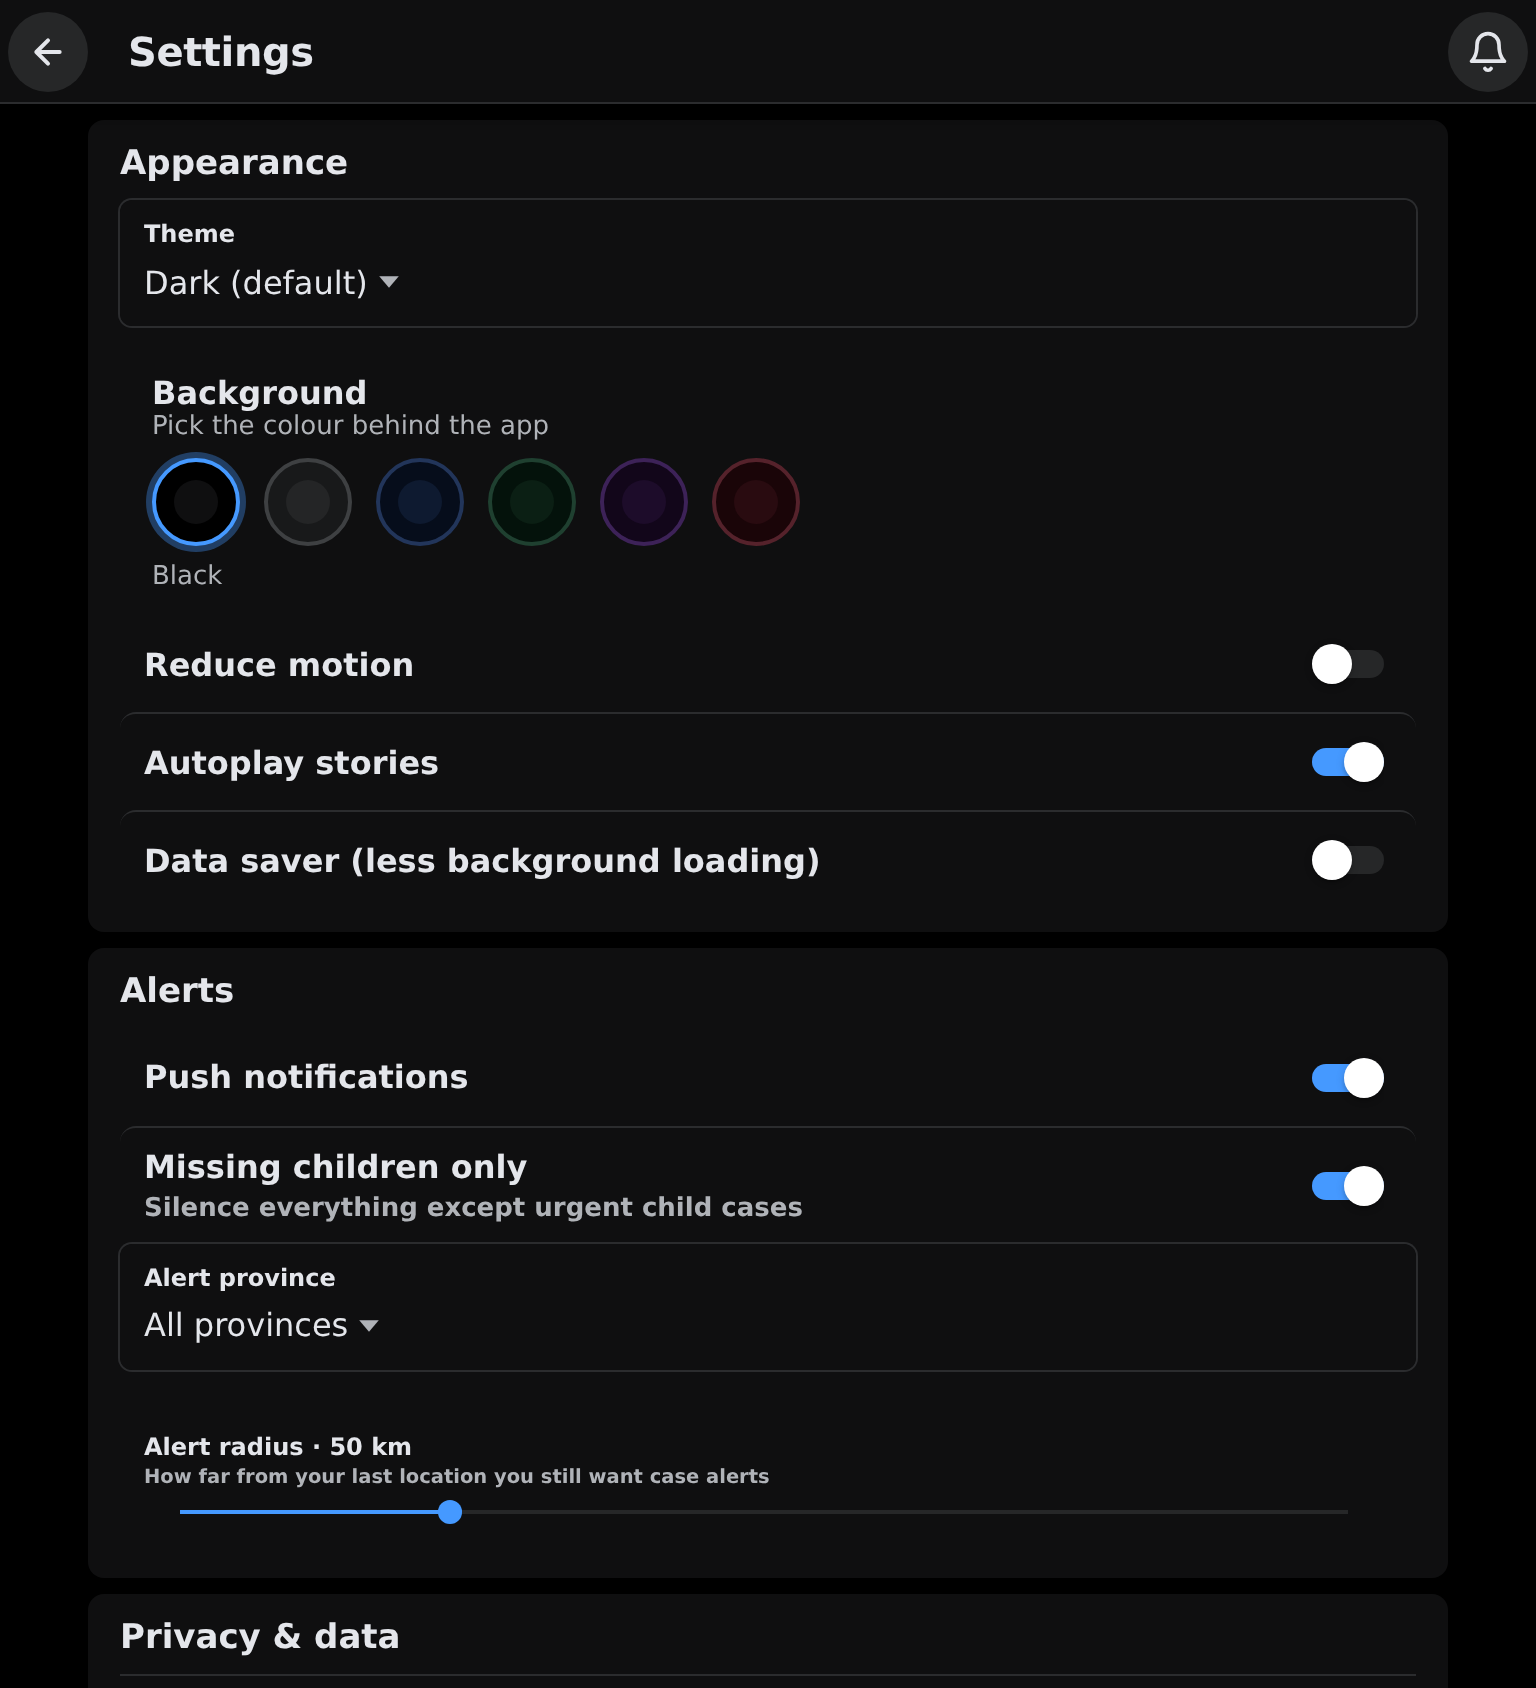 Settings
Appearance
Theme
Dark (default)
Background
Pick the colour behind the app
Black
Reduce motion
Autoplay stories
Data saver (less background loading)
Alerts
Push notifications
Missing children only
Silence everything except urgent child cases
Alert province
All provinces
Alert radius · 50 km
How far from your last location you still want case alerts
Privacy & data